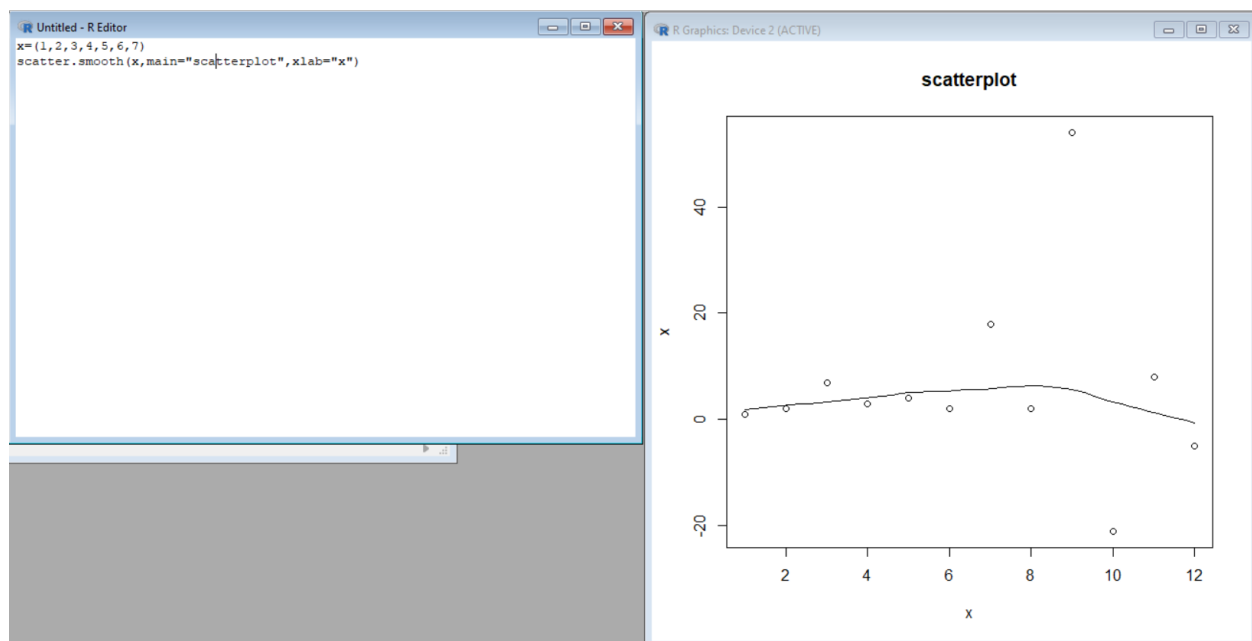 Untitled - R Editor
x=(1,2,3,4,5,6,7)
scatter.smooth(x,main="scatterplot",xlab="x")
R Graphics: Device 2 (ACTIVE)
scatterplot
40
20
0
-20
x
2 4 6 8 10 12
x